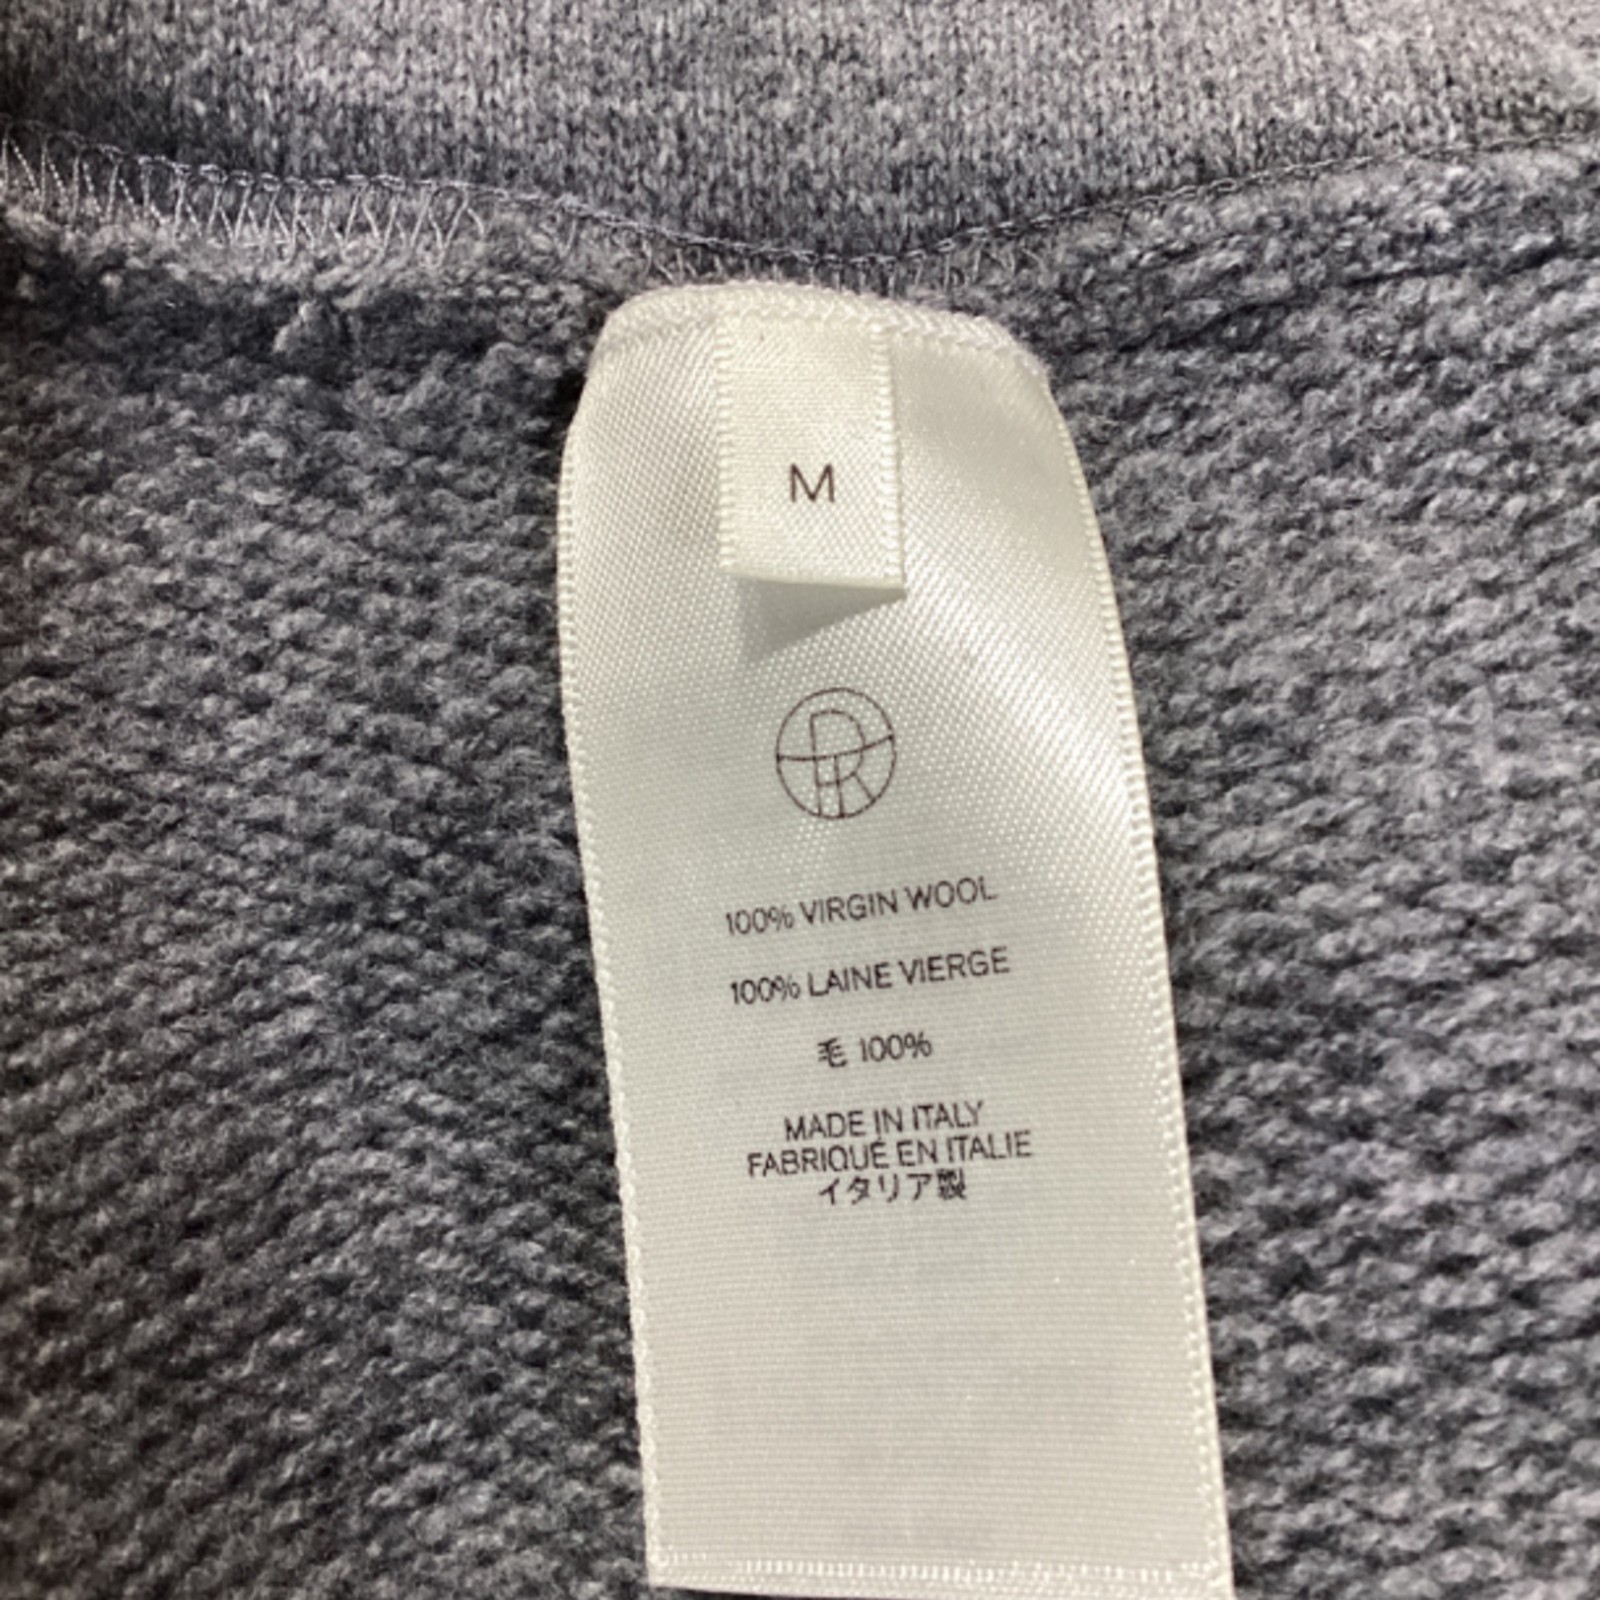 M
100% VIRGIN WOOL
100% LAINE VIERGE
毛 100%
MADE IN ITALY
FABRIQUÉ EN ITALIE
イタリア製